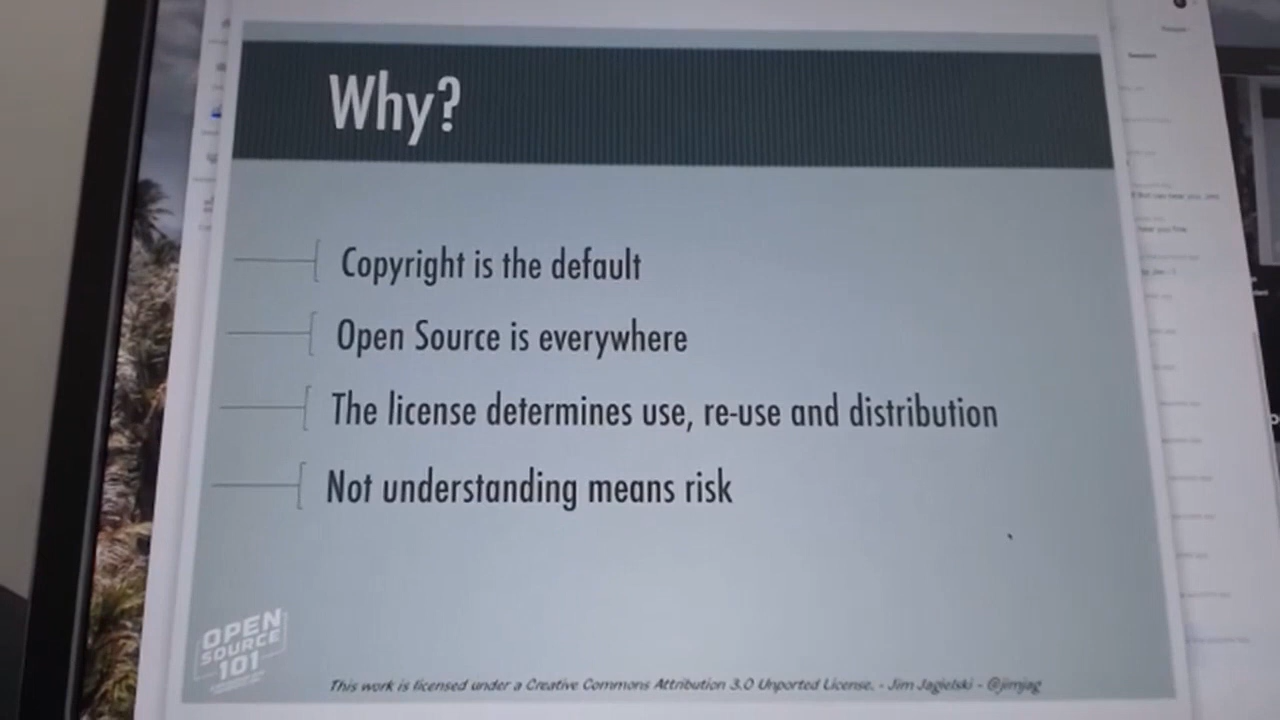 Why?
Copyright is the default
Open Source is everywhere
The license determines use, re-use and distribution
Not understanding means risk
OPEN
SOURCE
101
This work is licensed under a Creative Commons Attribution 3.0 Unported License. - Jim Jagielski - @jimjag